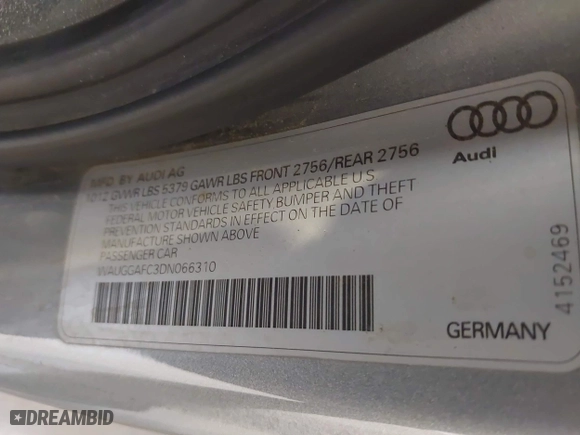 MFD. BY AUDI AG
10/12 GVWR LBS 5379 GAWR LBS FRONT 2756/REAR 2756
THIS VEHICLE CONFORMS TO ALL APPLICABLE U S
FEDERAL MOTOR VEHICLE SAFETY BUMPER AND THEFT
PREVENTION STANDARDS IN EFFECT ON THE DATE OF
MANUFACTURE SHOWN ABOVE
PASSENGER CAR
WAUGGAFC3DN066310
Audi
4152469
GERMANY
DREAMBID